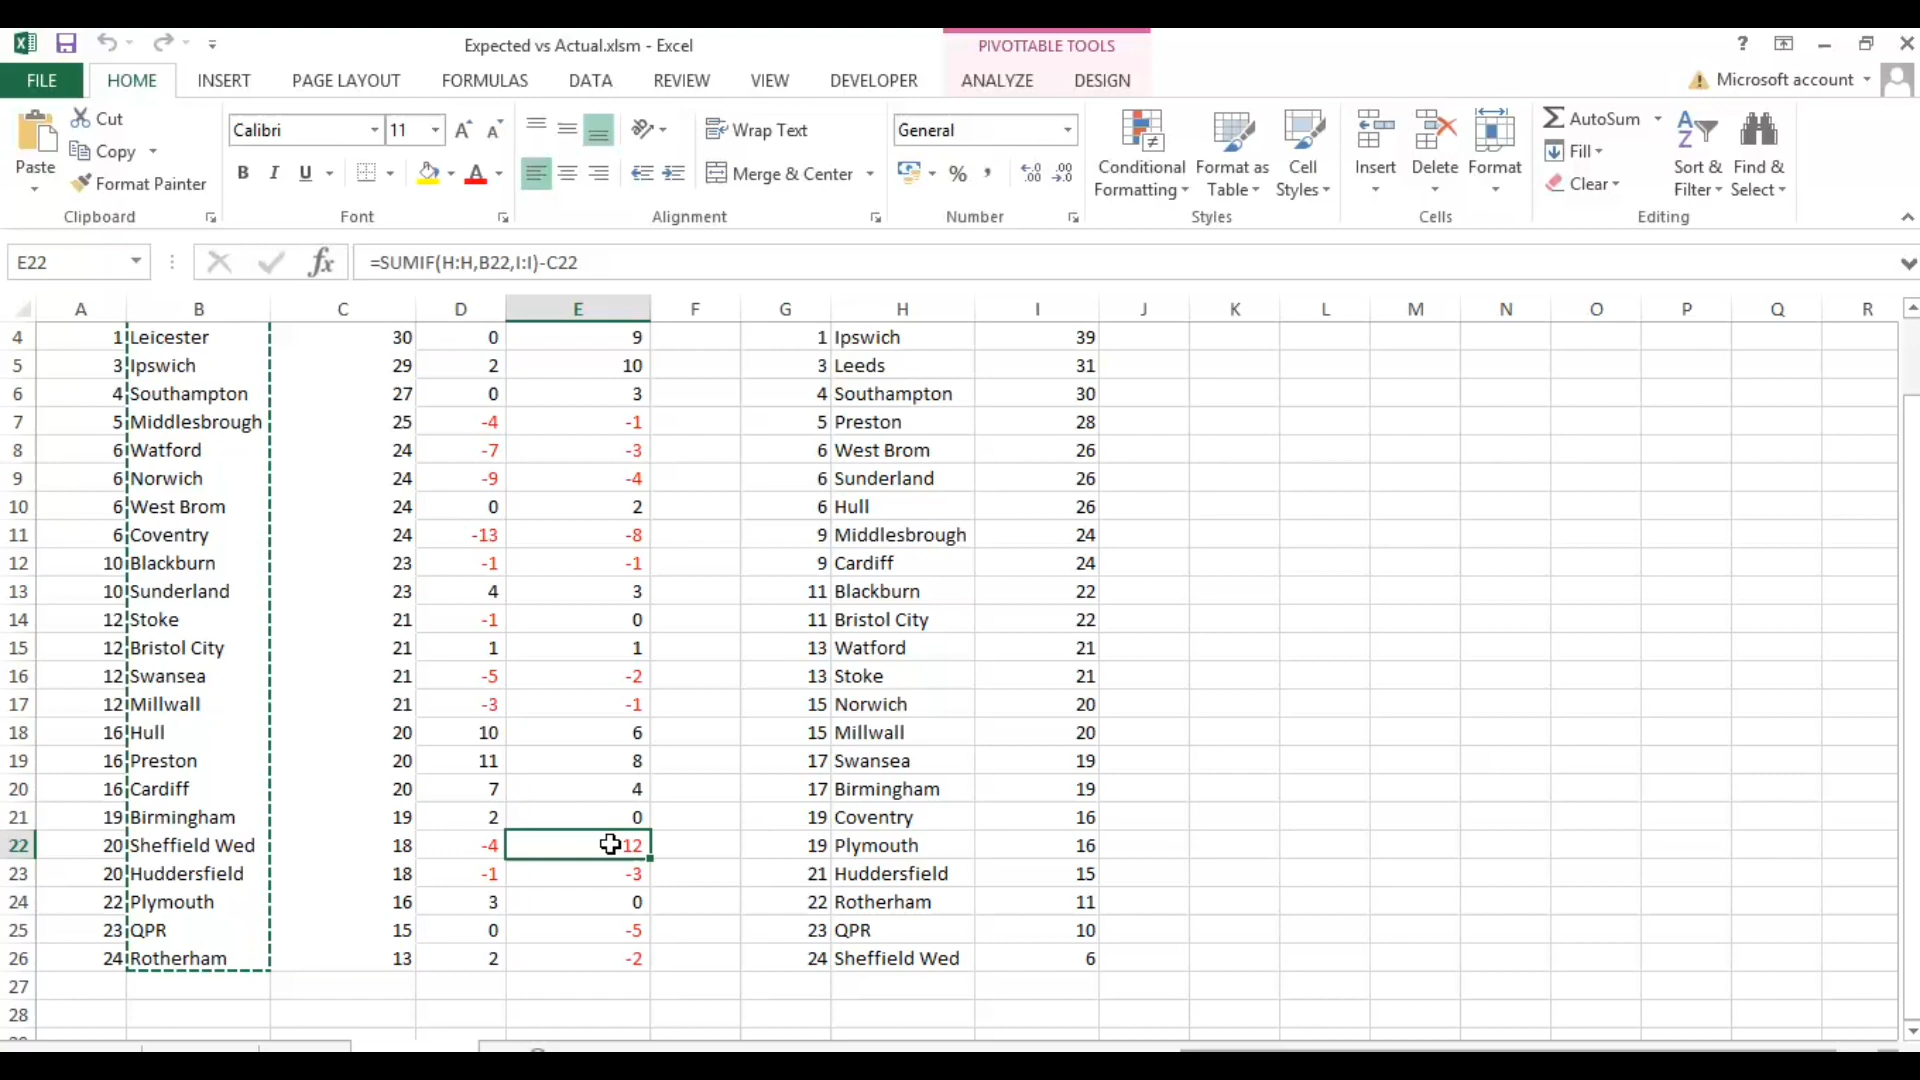 Expected vs Actual.xlsm - Excel
PIVOTTABLE TOOLS
?
FILE HOME INSERT PAGE LAYOUT FORMULAS DATA REVIEW VIEW DEVELOPER ANALYZE DESIGN Microsoft account
Paste
Cut
Copy
Format Painter
Clipboard
Calibri 11
B I U
Font
Wrap Text
Merge & Center
Alignment
General
%
Number
Conditional Formatting
Format as Table
Cell Styles
Styles
Insert Delete Format
Cells
AutoSum
Fill
Clear
Sort & Filter
Find & Select
Editing
E22 fx =SUMIF(H:H,B22,I:I)-C22
A B C D E F G H I J K L M N O P Q R
4 1 Leicester 30 0 9 1 Ipswich 39
5 3 Ipswich 29 2 10 3 Leeds 31
6 4 Southampton 27 0 3 4 Southampton 30
7 5 Middlesbrough 25 -4 -1 5 Preston 28
8 6 Watford 24 -7 -3 6 West Brom 26
9 6 Norwich 24 -9 -4 6 Sunderland 26
10 6 West Brom 24 0 2 6 Hull 26
11 6 Coventry 24 -13 -8 9 Middlesbrough 24
12 10 Blackburn 23 -1 -1 9 Cardiff 24
13 10 Sunderland 23 4 3 11 Blackburn 22
14 12 Stoke 21 -1 0 11 Bristol City 22
15 12 Bristol City 21 1 1 13 Watford 21
16 12 Swansea 21 -5 -2 13 Stoke 21
17 12 Millwall 21 -3 -1 15 Norwich 20
18 16 Hull 20 10 6 15 Millwall 20
19 16 Preston 20 11 8 17 Swansea 19
20 16 Cardiff 20 7 4 17 Birmingham 19
21 19 Birmingham 19 2 0 19 Coventry 16
22 20 Sheffield Wed 18 -4 12 19 Plymouth 16
23 20 Huddersfield 18 -1 -3 21 Huddersfield 15
24 22 Plymouth 16 3 0 22 Rotherham 11
25 23 QPR 15 0 -5 23 QPR 10
26 24 Rotherham 13 2 -2 24 Sheffield Wed 6
27
28